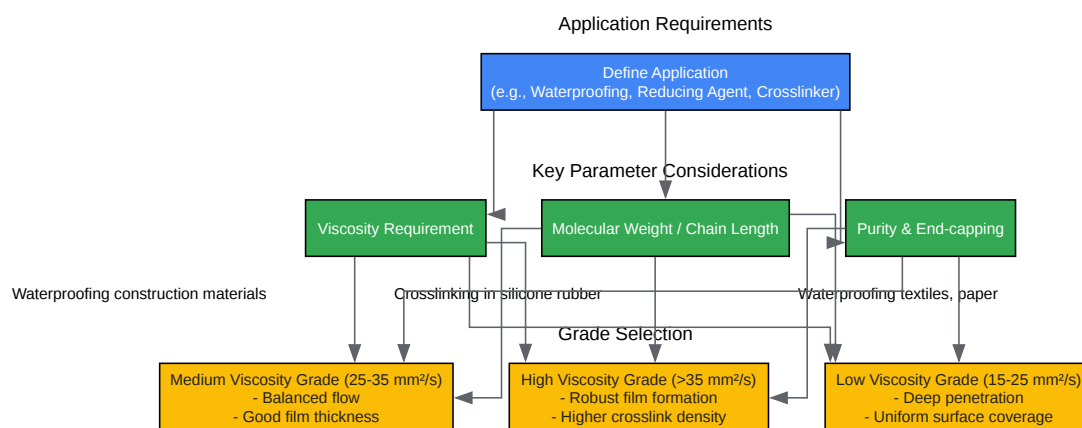 Application Requirements
Define Application
(e.g., Waterproofing, Reducing Agent, Crosslinker)
Key Parameter Considerations
Viscosity Requirement
Molecular Weight / Chain Length
Purity & End-capping
Waterproofing construction materials
Crosslinking in silicone rubber
Waterproofing textiles, paper
Grade Selection
Medium Viscosity Grade (25-35 mm²/s)
- Balanced flow
- Good film thickness
High Viscosity Grade (>35 mm²/s)
- Robust film formation
- Higher crosslink density
Low Viscosity Grade (15-25 mm²/s)
- Deep penetration
- Uniform surface coverage